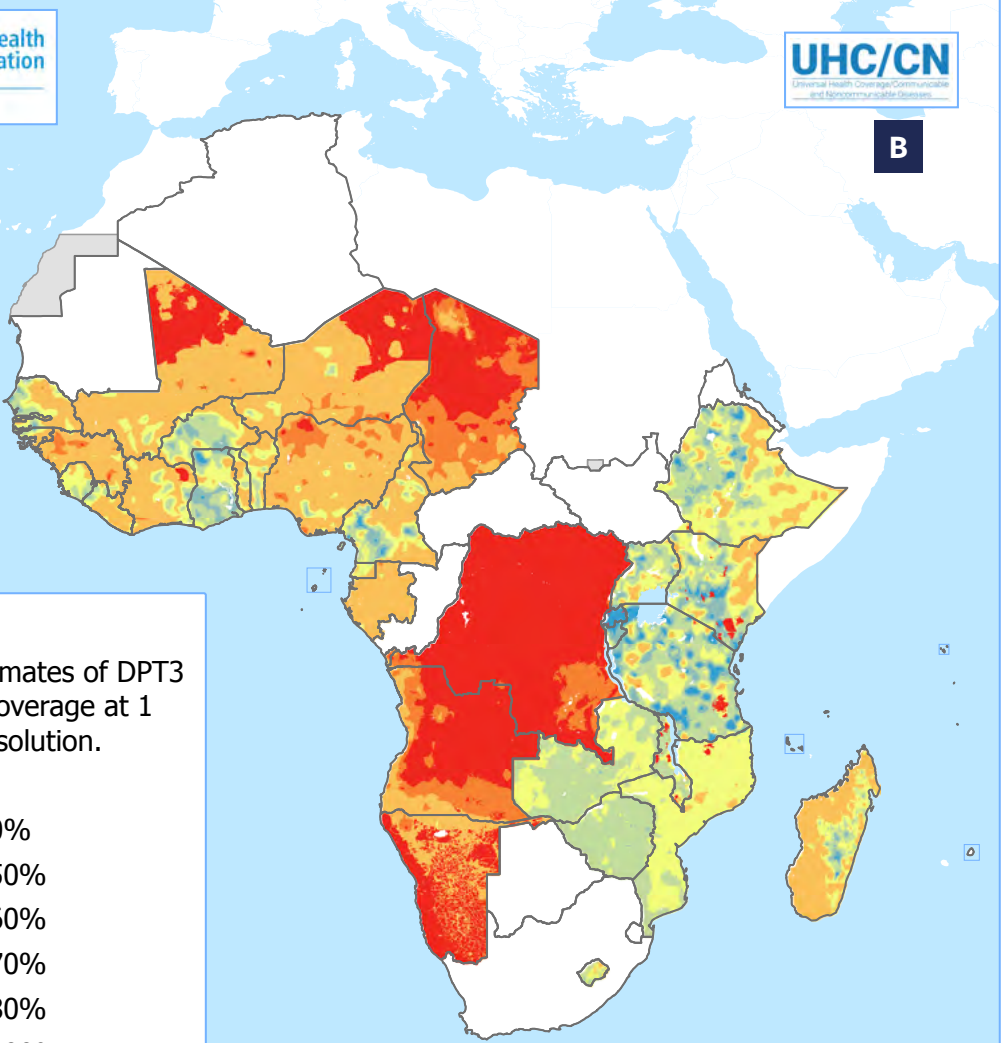 ealth
ation
UHC/CN
Universal Health Coverage/Communicable
and Noncommunicable Diseases
B
mates of DPT3
overage at 1
solution.
0%
50%
60%
70%
80%